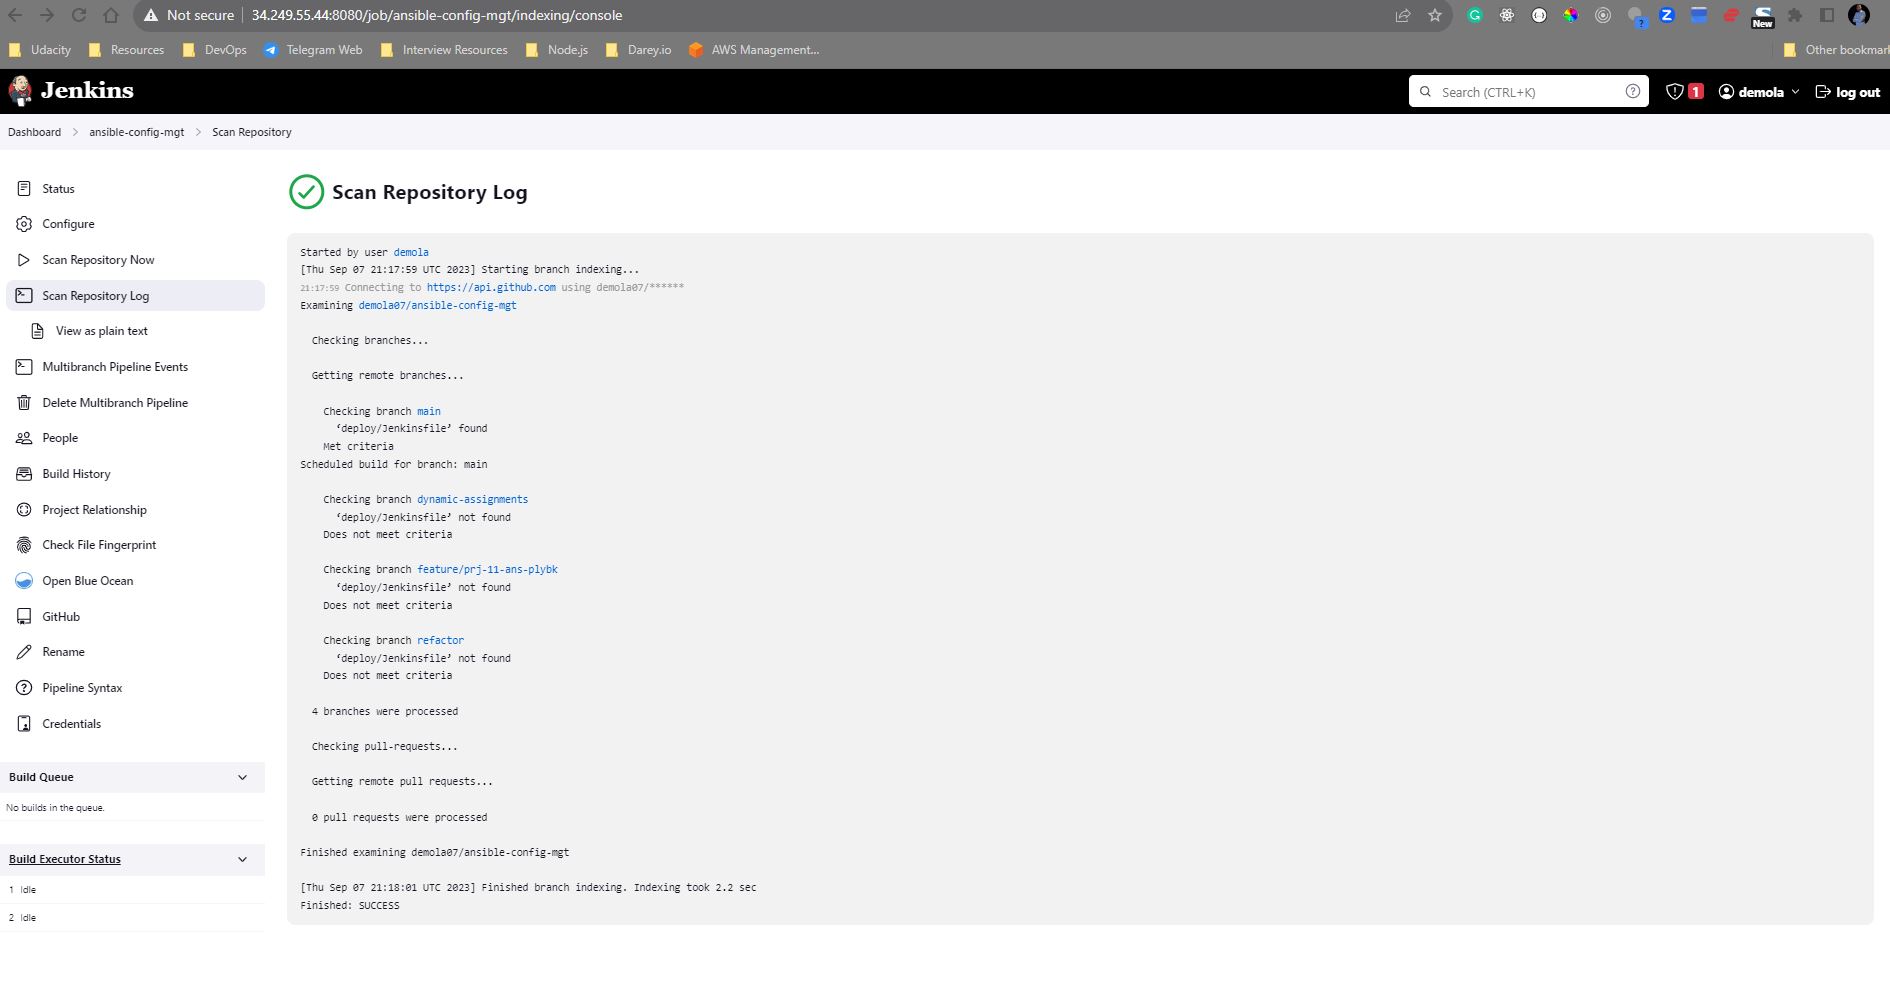 Not secure 34.249.55.44:8080/job/ansible-config-mgt/indexing/console
G
?
Z
New
Udacity Resources DevOps Telegram Web Interview Resources Node.js Darey.io AWS Management... Other bookmark
Jenkins Search (CTRL+K) ? 1 demola log out
Dashboard > ansible-config-mgt > Scan Repository
Status
Configure
Scan Repository Now
Scan Repository Log
View as plain text
Multibranch Pipeline Events
Delete Multibranch Pipeline
People
Build History
Project Relationship
Check File Fingerprint
Open Blue Ocean
GitHub
Rename
Pipeline Syntax
Credentials
Build Queue
No builds in the queue.
Build Executor Status
1 Idle
2 Idle
Scan Repository Log
Started by user demola
[Thu Sep 07 21:17:59 UTC 2023] Starting branch indexing...
21:17:59 Connecting to https://api.github.com using demola07/******
Examining demola07/ansible-config-mgt
Checking branches...
Getting remote branches...
Checking branch main
‘deploy/Jenkinsfile’ found
Met criteria
Scheduled build for branch: main
Checking branch dynamic-assignments
‘deploy/Jenkinsfile’ not found
Does not meet criteria
Checking branch feature/prj-11-ans-plybk
‘deploy/Jenkinsfile’ not found
Does not meet criteria
Checking branch refactor
‘deploy/Jenkinsfile’ not found
Does not meet criteria
4 branches were processed
Checking pull-requests...
Getting remote pull requests...
0 pull requests were processed
Finished examining demola07/ansible-config-mgt
[Thu Sep 07 21:18:01 UTC 2023] Finished branch indexing. Indexing took 2.2 sec
Finished: SUCCESS